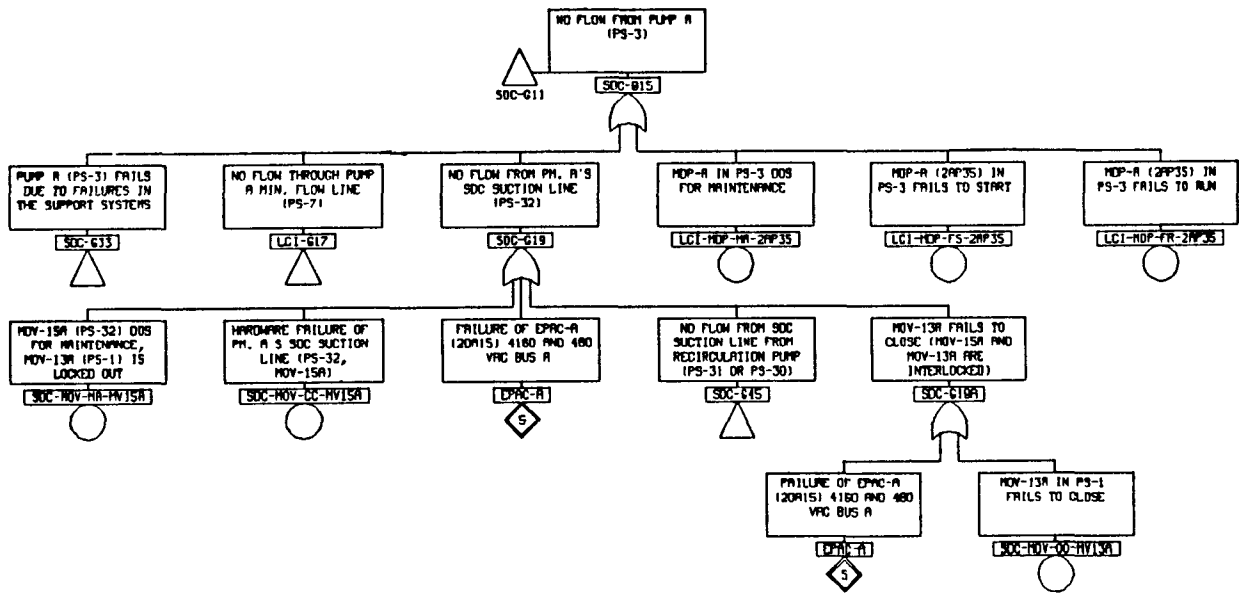 NO FLOW FROM PUMP A
(PS-3)
SDC-G11
SDC-G15
PUMP A (PS-3) FAILS
DUE TO FAILURES IN
THE SUPPORT SYSTEMS
SDC-G33
NO FLOW THROUGH PUMP
A MIN. FLOW LINE
(PS-7)
LCI-G17
NO FLOW FROM PM. A'S
SDC SUCTION LINE
(PS-32)
SDC-G19
MDP-A IN PS-3 OOS
FOR MAINTENANCE
LCI-MDP-MA-2AP35
MDP-A (2AP35) IN
PS-3 FAILS TO START
LCI-MDP-FS-2AP35
MDP-A (2AP35) IN
PS-3 FAILS TO RUN
LCI-MDP-FR-2AP35
MOV-15A (PS-32) OOS
FOR MAINTENANCE,
MOV-13A (PS-1) IS
LOCKED OUT
SDC-MOV-MA-MV15A
HARDWARE FAILURE OF
PM. A'S SDC SUCTION
LINE (PS-32,
MOV-15A)
SDC-MOV-CC-MV15A
FAILURE OF EPAC-A
(20A15) 4160 AND 480
VAC BUS A
EPAC-A
5
NO FLOW FROM SDC
SUCTION LINE FROM
RECIRCULATION PUMP
(PS-31 OR PS-30)
SDC-G45
MOV-13A FAILS TO
CLOSE (MOV-15A AND
MOV-13A ARE
INTERLOCKED)
SDC-G19A
FAILURE OF EPAC-A
(20A15) 4160 AND 480
VAC BUS A
EPAC-A
5
MOV-13A IN PS-1
FAILS TO CLOSE
SDC-MOV-OO-MV13A